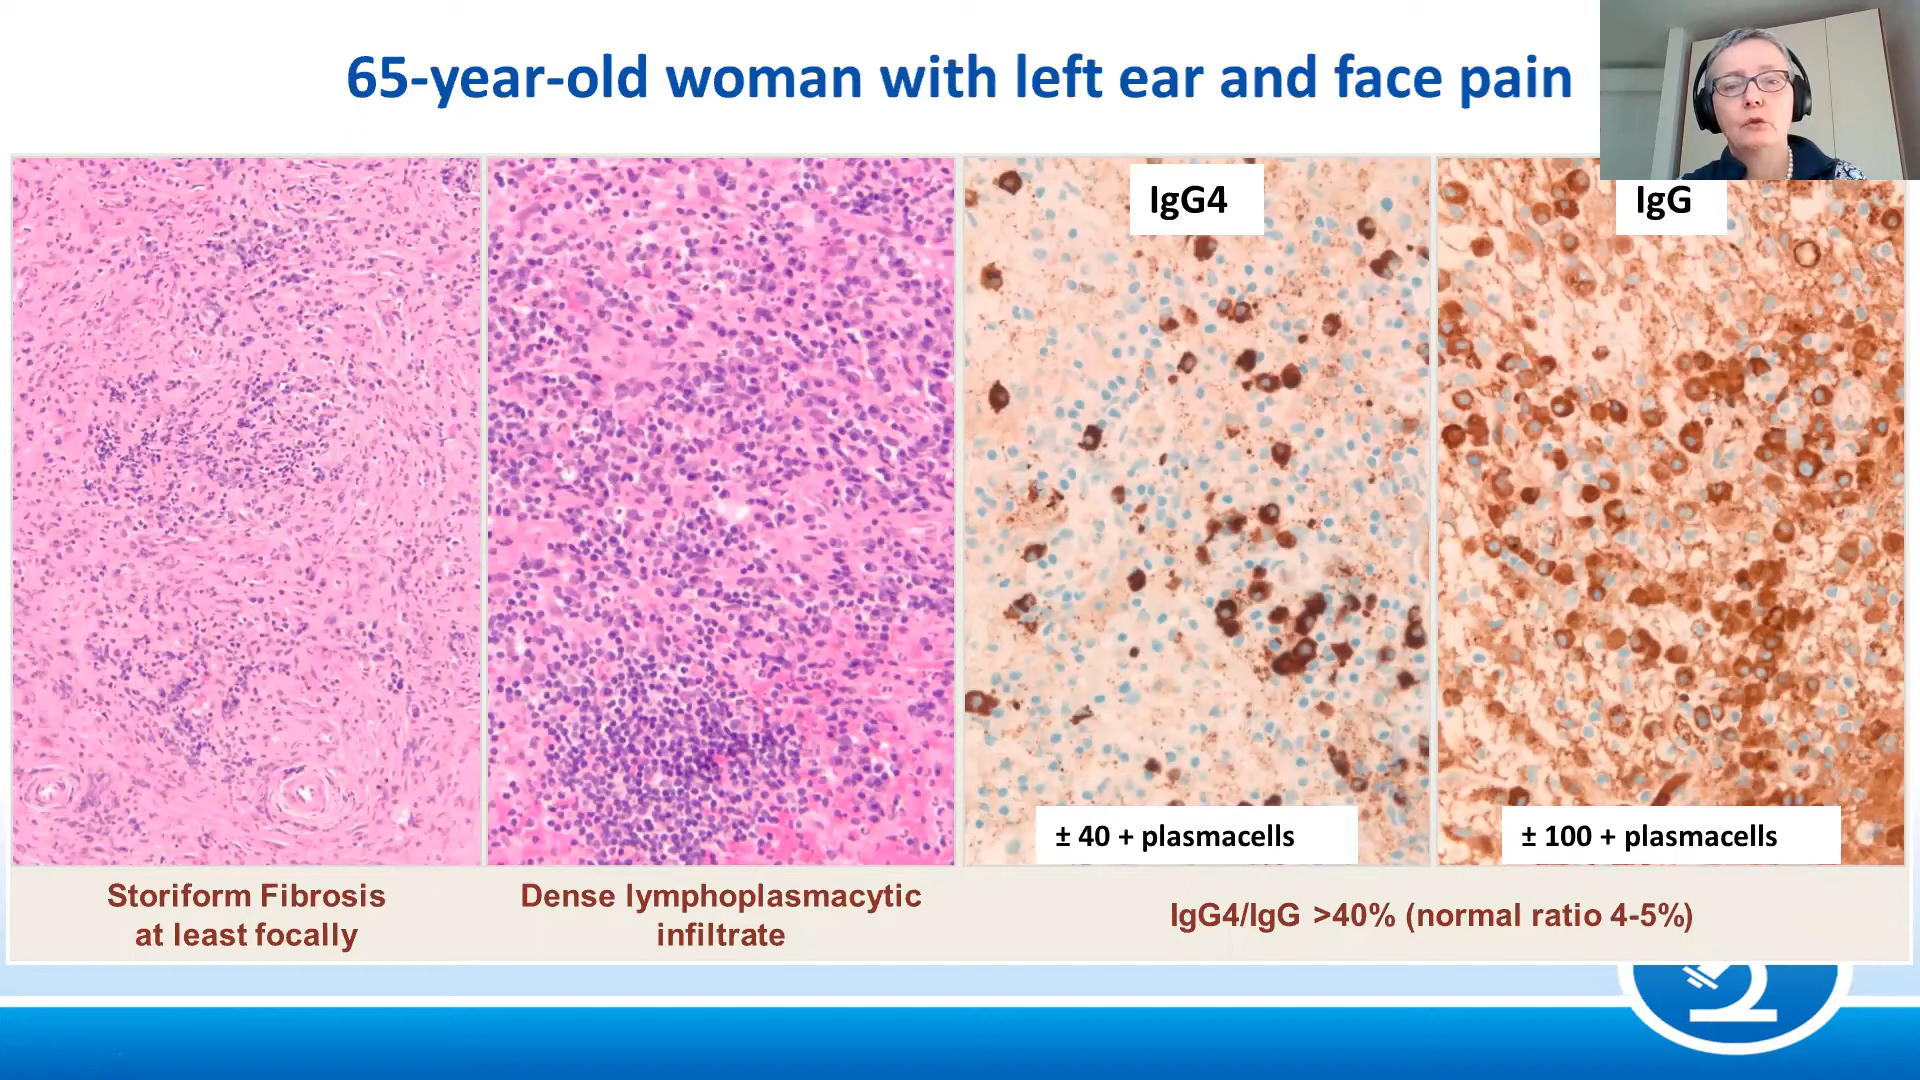 65-year-old woman with left ear and face pain
IgG4
IgG
± 40 + plasmacells
± 100 + plasmacells
Storiform Fibrosis
at least focally
Dense lymphoplasmacytic
infiltrate
IgG4/IgG >40% (normal ratio 4-5%)